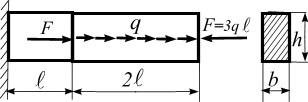 F q F=3qℓ h
ℓ 2ℓ b